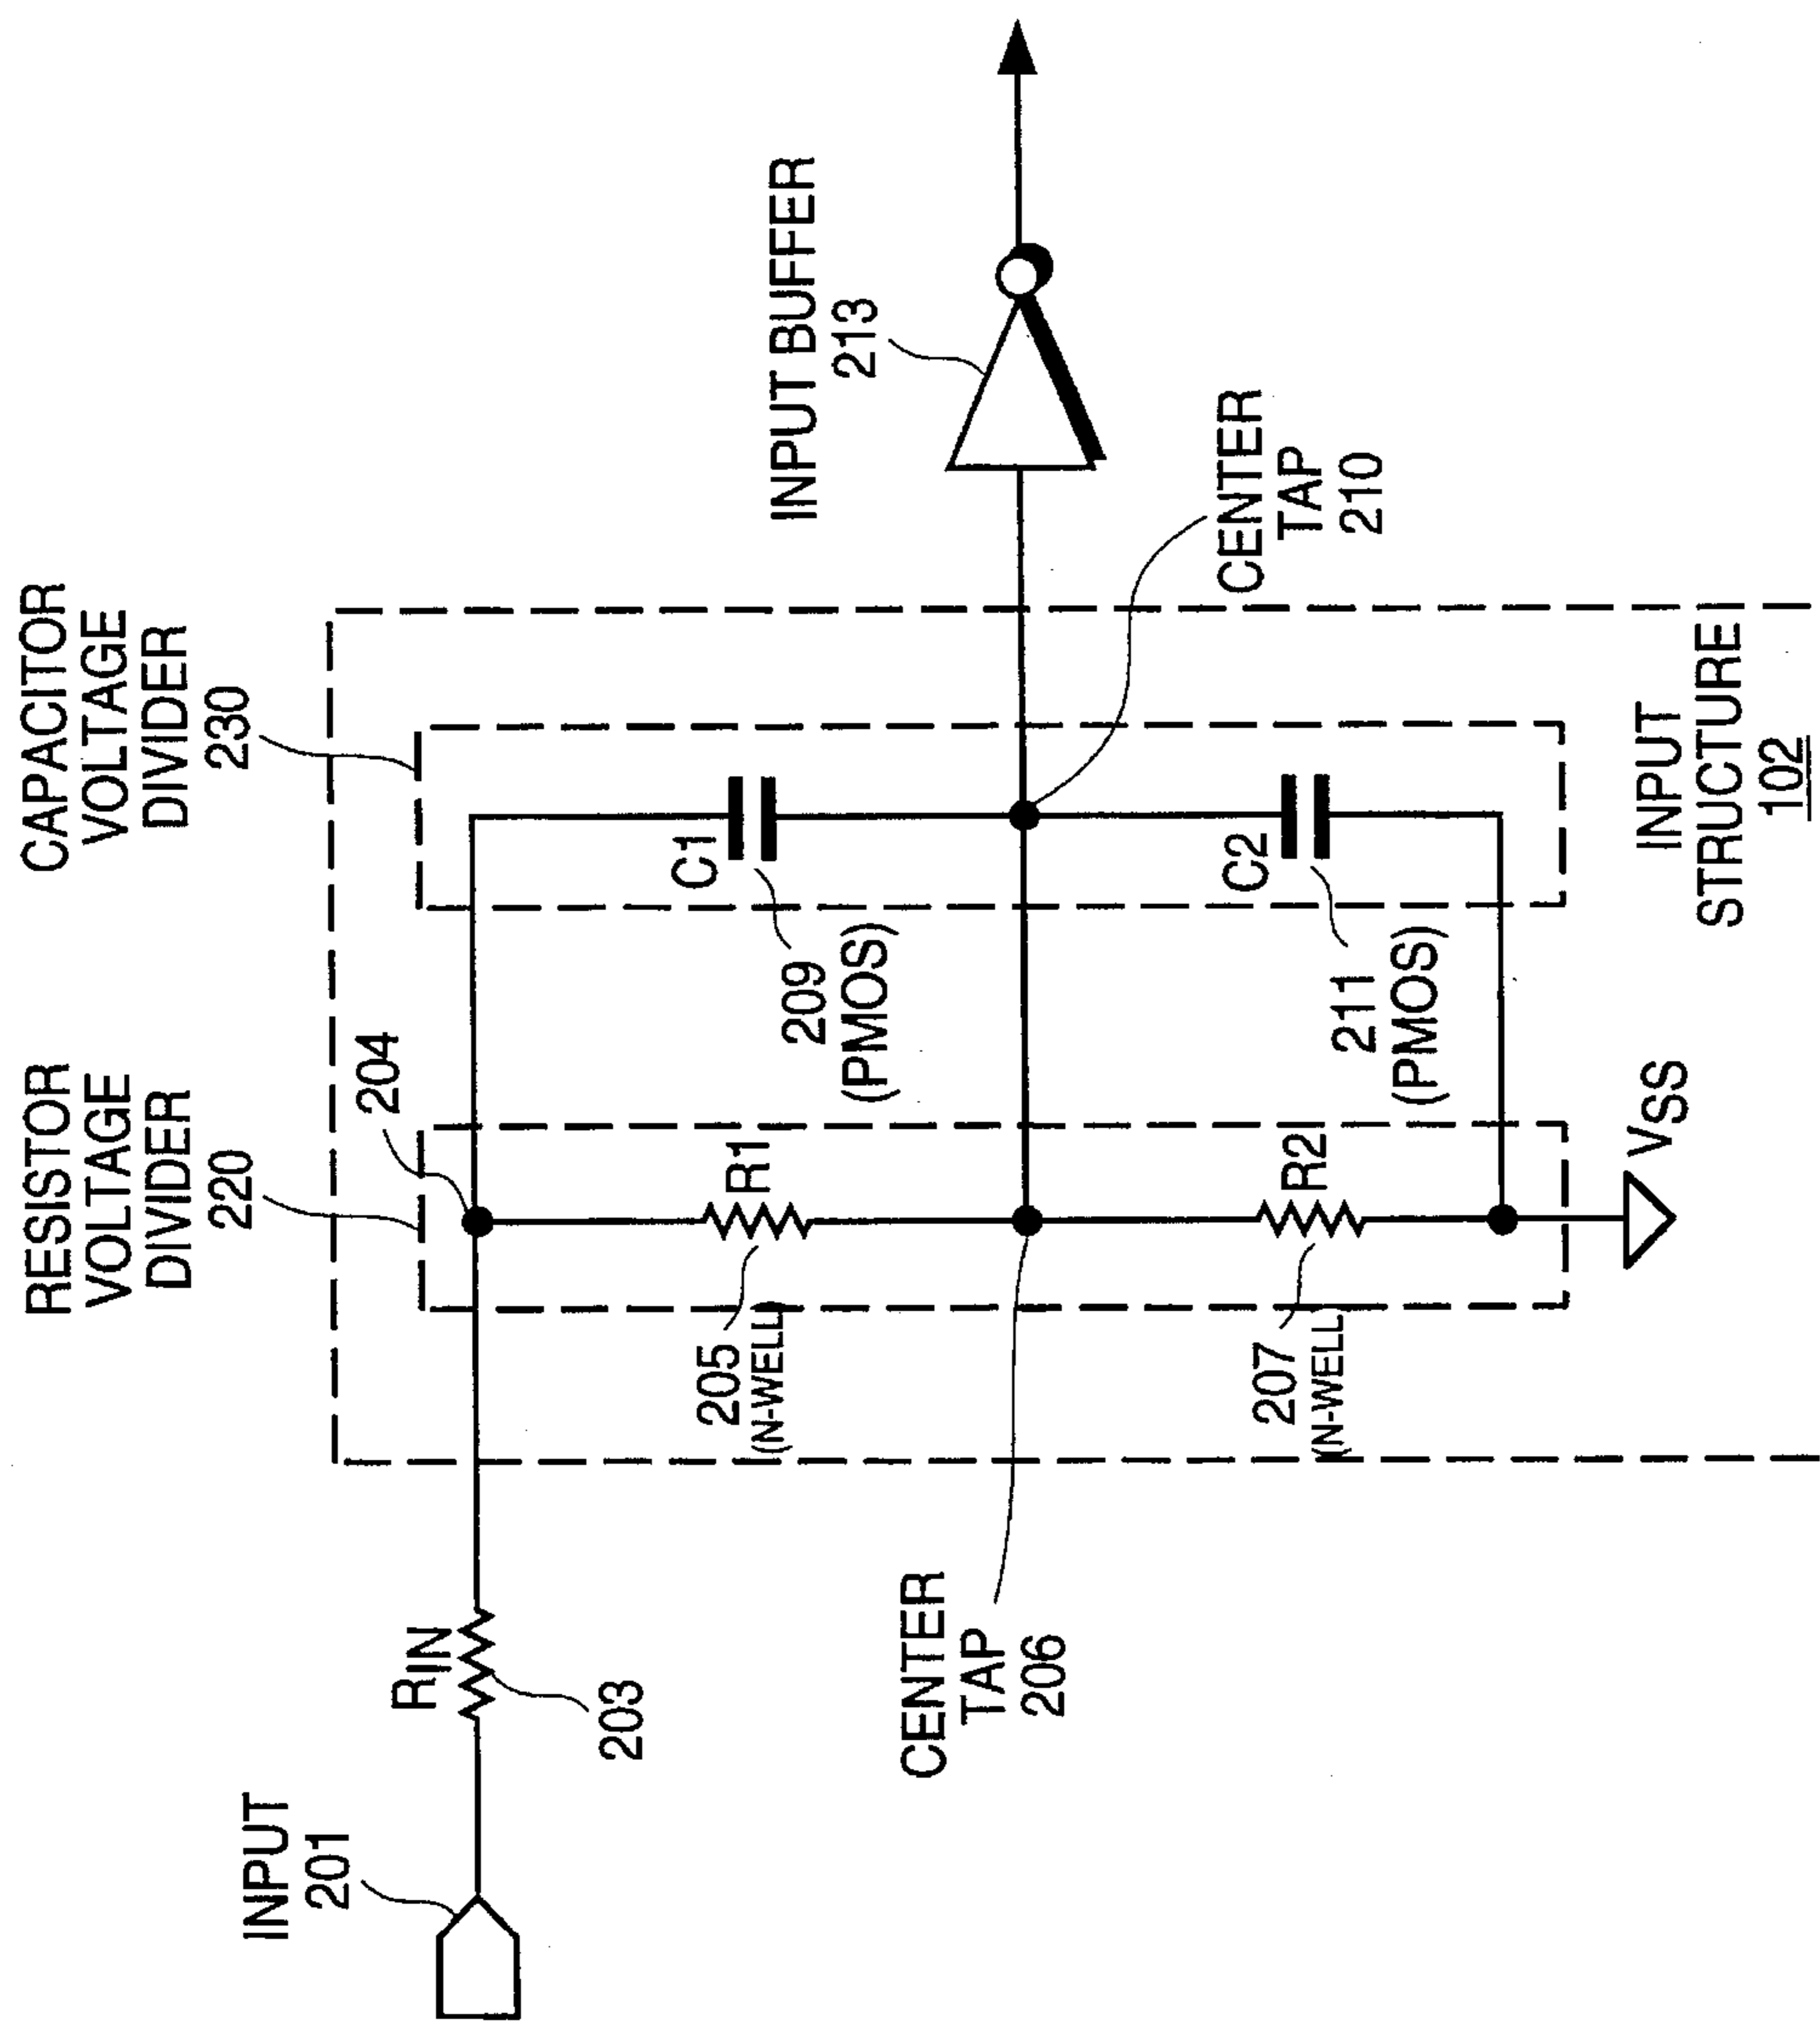 RESISTOR
VOLTAGE
DIVIDER
220
CAPACITOR
VOLTAGE
DIVIDER
230
INPUT
201
RIN
203
204
R1
205
(N-WELL)
C1
209
(PMOS)
INPUT BUFFER
213
CENTER
TAP
206
CENTER
TAP
210
R2
207
(N-WELL)
C2
211
(PMOS)
VSS
INPUT
STRUCTURE
102